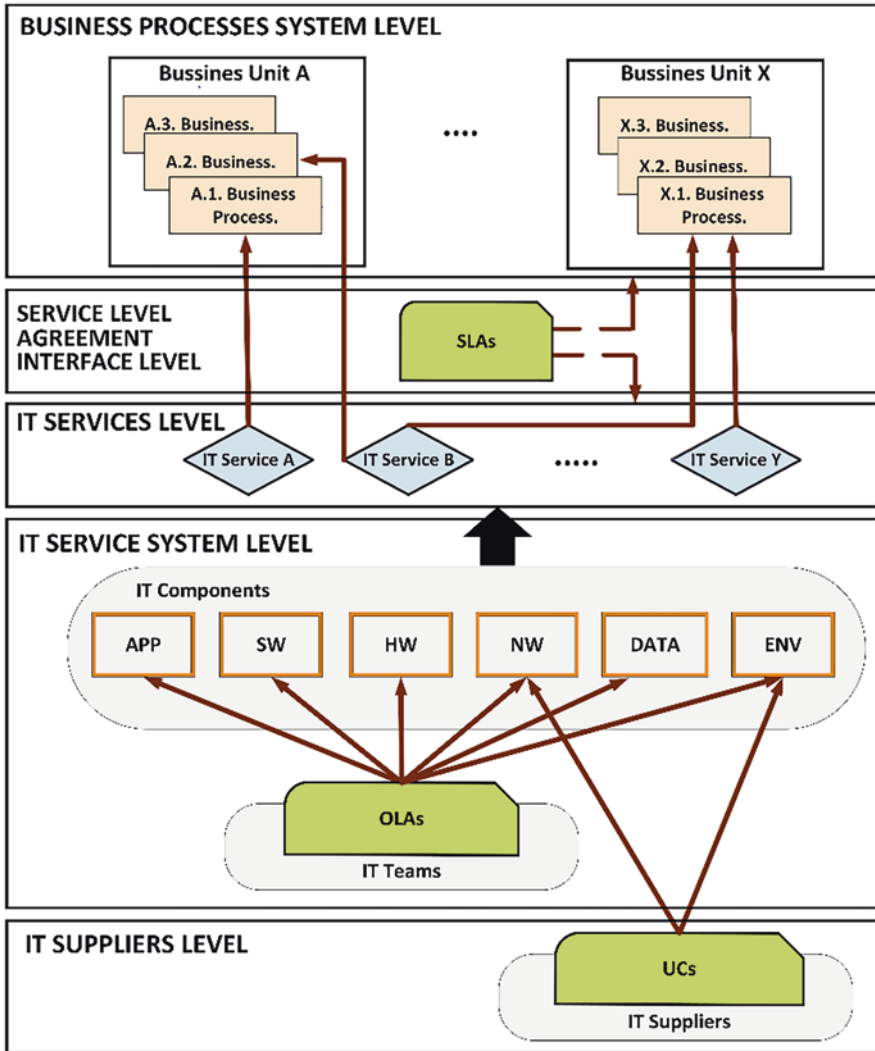 BUSINESS PROCESSES SYSTEM LEVEL
Bussines Unit A
A.3. Business.
A.2. Business.
A.1. Business
Process.
....
Bussines Unit X
X.3. Business.
X.2. Business.
X.1. Business
Process.
SERVICE LEVEL
AGREEMENT
INTERFACE LEVEL
SLAs
IT SERVICES LEVEL
IT Service A
IT Service B
.....
IT Service Y
IT SERVICE SYSTEM LEVEL
IT Components
APP
SW
HW
NW
DATA
ENV
OLAs
IT Teams
IT SUPPLIERS LEVEL
UCs
IT Suppliers